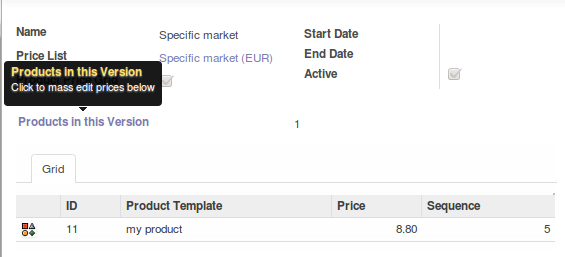 Name Specific market Start Date
Price List Specific market (EUR) End Date
Active
Products in this Version
Click to mass edit prices below
Products in this Version 1
Grid
ID Product Template Price Sequence
11 my product 8.80 5